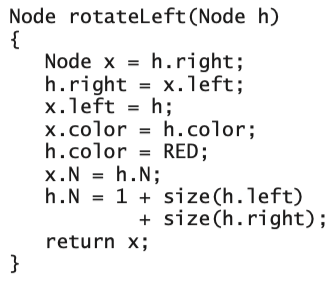 Node rotateLeft(Node h)
{
    Node x = h.right;
    h.right = x.left;
    x.left = h;
    x.color = h.color;
    h.color = RED;
    x.N = h.N;
    h.N = 1 + size(h.left)
            + size(h.right);
    return x;
}